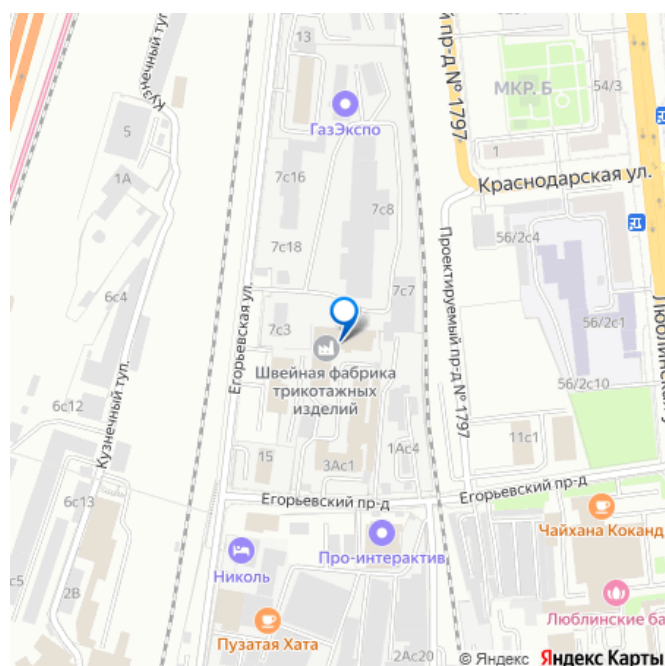 Кузнечный туп.
13
й пр-д № 1797
5
ГазЭкспо
МКР. Б
54/3
1
1А
7с16
Краснодарская ул.
7с8
56/2с4
7с18
Егорьевская ул.
Проектируемый пр-д № 1797
6с4
7с7
7с3
56/2с1
Люблинская у
Швейная фабрика
трикотажных
изделий
56/2с10
6с12
Кузнечный туп.
11с1
1Ас4
15
3Ас1
6с13
Егорьевский пр-д
Егорьевский пр-д
Чайхана Коканд
Про-интерактив
Николь
с5
2В
Люблинские ба
Пузатая Хата
2Ас20
© Яндекс Яндекс Карты